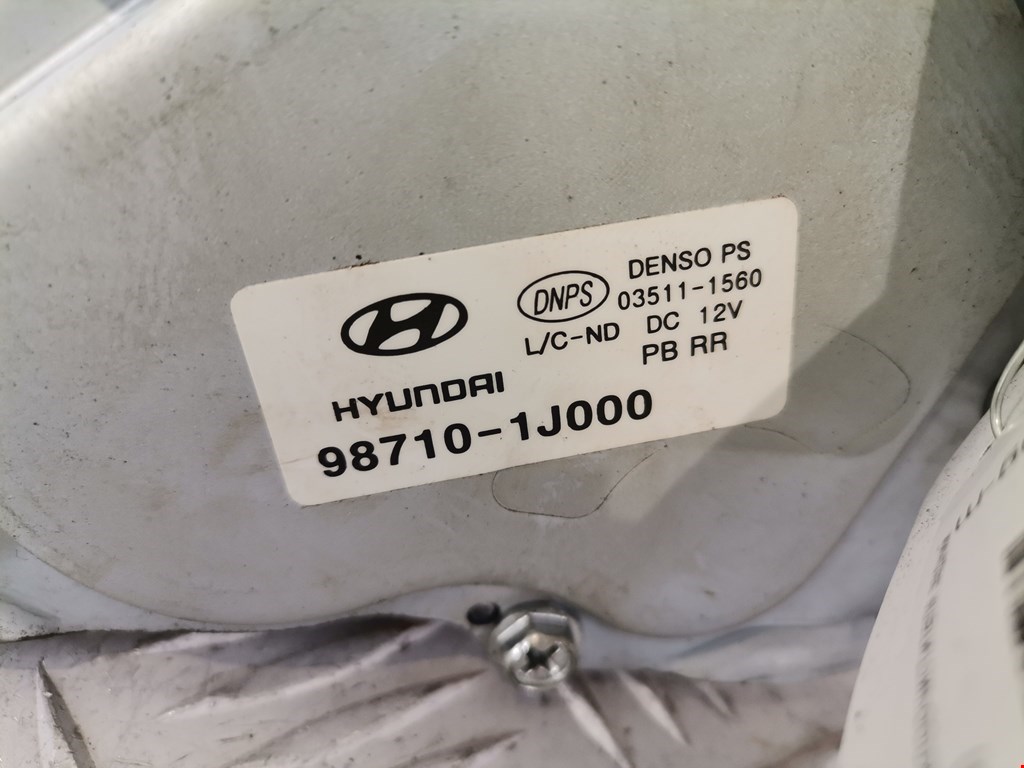 DENSO PS
DNPS 03511-1560
L/C-ND DC 12V
PB RR
HYUNDAI
98710-1J000